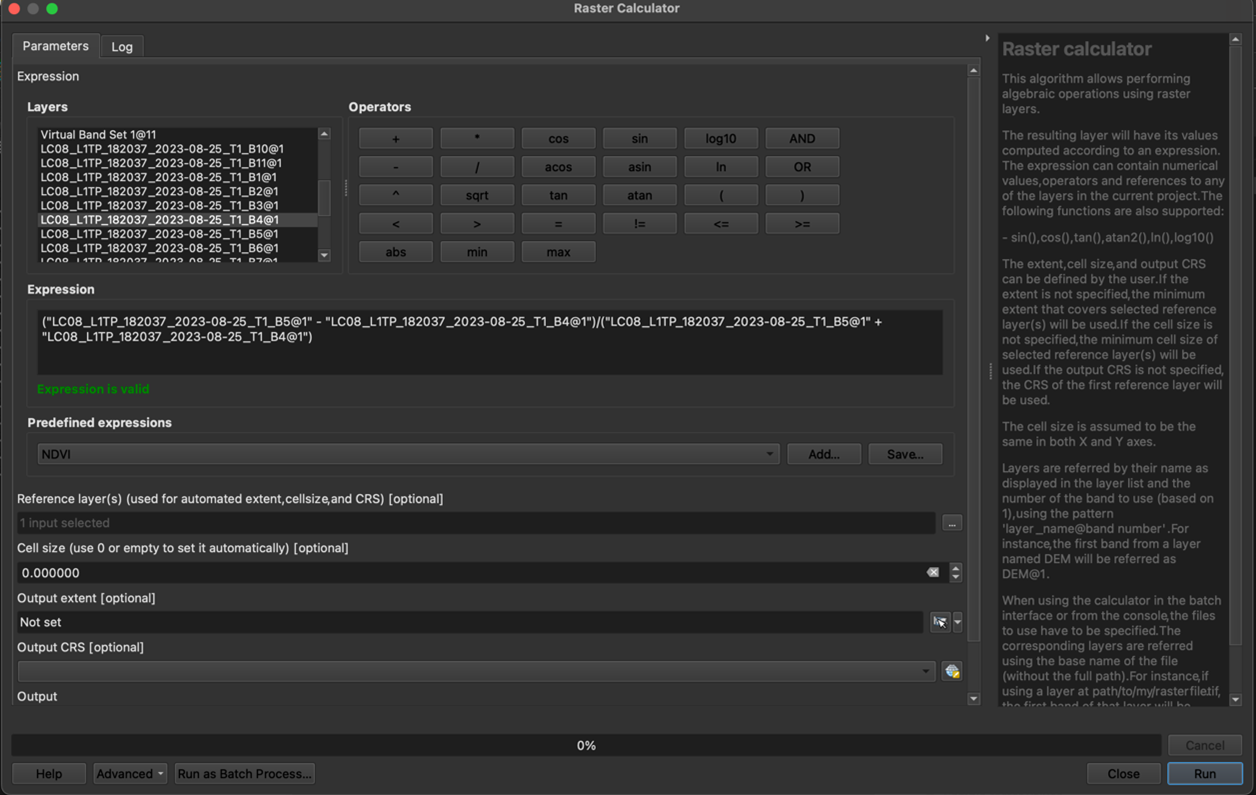 Raster Calculator
Parameters
Log
Expression
Layers
Virtual Band Set 1@11
LC08_L1TP_182037_2023-08-25_T1_B10@1
LC08_L1TP_182037_2023-08-25_T1_B11@1
LC08_L1TP_182037_2023-08-25_T1_B1@1
LC08_L1TP_182037_2023-08-25_T1_B2@1
LC08_L1TP_182037_2023-08-25_T1_B3@1
LC08_L1TP_182037_2023-08-25_T1_B4@1
LC08_L1TP_182037_2023-08-25_T1_B5@1
LC08_L1TP_182037_2023-08-25_T1_B6@1
LC08_L1TP_182037_2023-08-25_T1_B7@1
Operators
+ * cos sin log10 AND
- / acos asin ln OR
^ sqrt tan atan ( )
< > = != <= >=
abs min max
Expression
("LC08_L1TP_182037_2023-08-25_T1_B5@1" - "LC08_L1TP_182037_2023-08-25_T1_B4@1")/("LC08_L1TP_182037_2023-08-25_T1_B5@1" +
"LC08_L1TP_182037_2023-08-25_T1_B4@1")
Expression is valid
Predefined expressions
NDVI
Add...
Save...
Reference layer(s) (used for automated extent,cellsize,and CRS) [optional]
1 input selected
...
Cell size (use 0 or empty to set it automatically) [optional]
0.000000
Output extent [optional]
Not set
Output CRS [optional]
Output
0%
Cancel
Help
Advanced
Run as Batch Process...
Close
Run
Raster calculator
This algorithm allows performing
algebraic operations using raster
layers.
The resulting layer will have its values
computed according to an expression.
The expression can contain numerical
values,operators and references to any
of the layers in the current project.The
following functions are also supported:
- sin(),cos(),tan(),atan2(),ln(),log10()
The extent,cell size,and output CRS
can be defined by the user.If the
extent is not specified,the minimum
extent that covers selected reference
layer(s) will be used.If the cell size is
not specified,the minimum cell size of
selected reference layer(s) will be
used.If the output CRS is not specified,
the CRS of the first reference layer will
be used.
The cell size is assumed to be the
same in both X and Y axes.
Layers are referred by their name as
displayed in the layer list and the
number of the band to use (based on
1),using the pattern
'layer_name@band number'.For
instance,the first band from a layer
named DEM will be referred as
DEM@1.
When using the calculator in the batch
interface or from the console,the files
to use have to be specified.The
corresponding layers are referred
using the base name of the file
(without the full path).For instance,if
using a layer at path/to/my/rasterfile.tif,
the first band of that layer will be